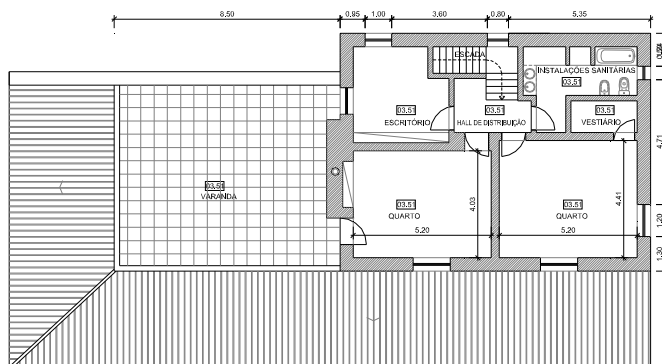 8.50 0.95 1.00 3.60 0.80 5.35
ESCADA
INSTALAÇÕES SANITÁRIAS
03.51
03.51
ESCRITÓRIO
03.51
HALL DE DISTRIBUIÇÃO
03.51
VESTIÁRIO
4.71
03.51
VARANDA
03.51
QUARTO
4.03
03.51
QUARTO
4.41
1.20
5.20
5.20
1.30